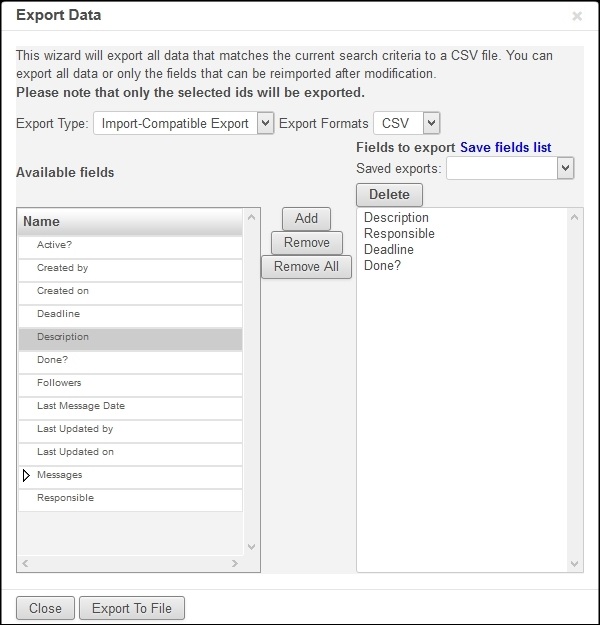 Export Data
This wizard will export all data that matches the current search criteria to a CSV file. You can
export all data or only the fields that can be reimported after modification.
Please note that only the selected ids will be exported.
Export Type: Import-Compatible Export Export Formats CSV
Fields to export Save fields list
Available fields
Saved exports:
Delete
Name
Active?
Created by
Created on
Deadline
Description
Done?
Followers
Last Message Date
Last Updated by
Last Updated on
Messages
Responsible
Add
Remove
Remove All
Description
Responsible
Deadline
Done?
Close Export To File